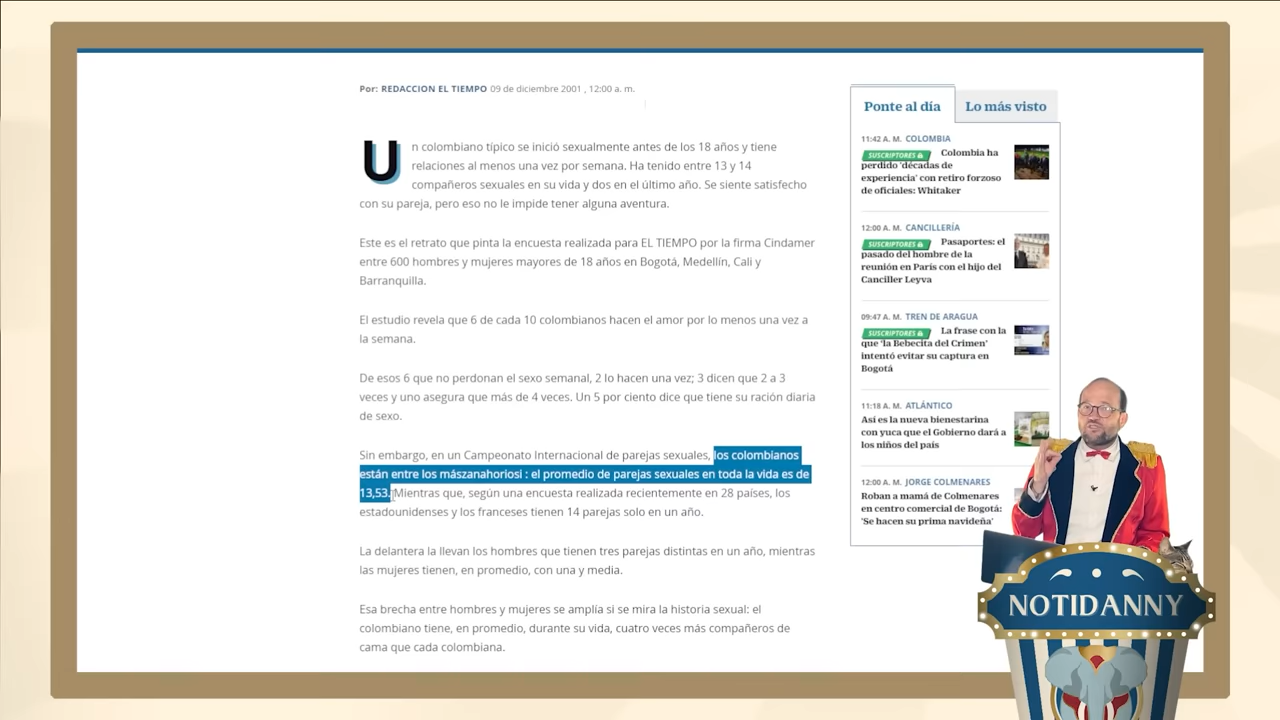 Por: REDACCION EL TIEMPO 09 de diciembre 2001 , 12:00 a. m.
Un colombiano típico se inició sexualmente antes de los 18 años y tiene
relaciones al menos una vez por semana. Ha tenido entre 13 y 14
compañeros sexuales en su vida y dos en el último año. Se siente satisfecho
con su pareja, pero eso no le impide tener alguna aventura.
Este es el retrato que pinta la encuesta realizada para EL TIEMPO por la firma Cindamer
entre 600 hombres y mujeres mayores de 18 años en Bogotá, Medellín, Cali y
Barranquilla.
El estudio revela que 6 de cada 10 colombianos hacen el amor por lo menos una vez a
la semana.
De esos 6 que no perdonan el sexo semanal, 2 lo hacen una vez; 3 dicen que 2 a 3
veces y uno asegura que más de 4 veces. Un 5 por ciento dice que tiene su ración diaria
de sexo.
Sin embargo, en un Campeonato Internacional de parejas sexuales, los colombianos
están entre los mászanahoriosi : el promedio de parejas sexuales en toda la vida es de
13,53. Mientras que, según una encuesta realizada recientemente en 28 países, los
estadounidenses y los franceses tienen 14 parejas solo en un año.
La delantera la llevan los hombres que tienen tres parejas distintas en un año, mientras
las mujeres tienen, en promedio, con una y media.
Esa brecha entre hombres y mujeres se amplía si se mira la historia sexual: el
colombiano tiene, en promedio, durante su vida, cuatro veces más compañeros de
cama que cada colombiana.
Ponte al día Lo más visto
11:42 A. M. COLOMBIA
SUSCRIPTORES Colombia ha
perdido 'décadas de
experiencia' con retiro forzoso
de oficiales: Whitaker
12:00 A. M. CANCILLERÍA
SUSCRIPTORES Pasaportes: el
pasado del hombre de la
reunión en París con el hijo del
Canciller Leyva
09:47 A. M. TREN DE ARAGUA
SUSCRIPTORES La frase con la
que 'la Bebecita del Crimen'
intentó evitar su captura en
Bogotá
11:18 A. M. ATLÁNTICO
Así es la nueva bienestarina
con yuca que el Gobierno dará a
los niños del país
12:00 A. M. JORGE COLMENARES
Roban a mamá de Colmenares
en centro comercial de Bogotá:
'Se hacen su prima navideña'
NOTIDANNY